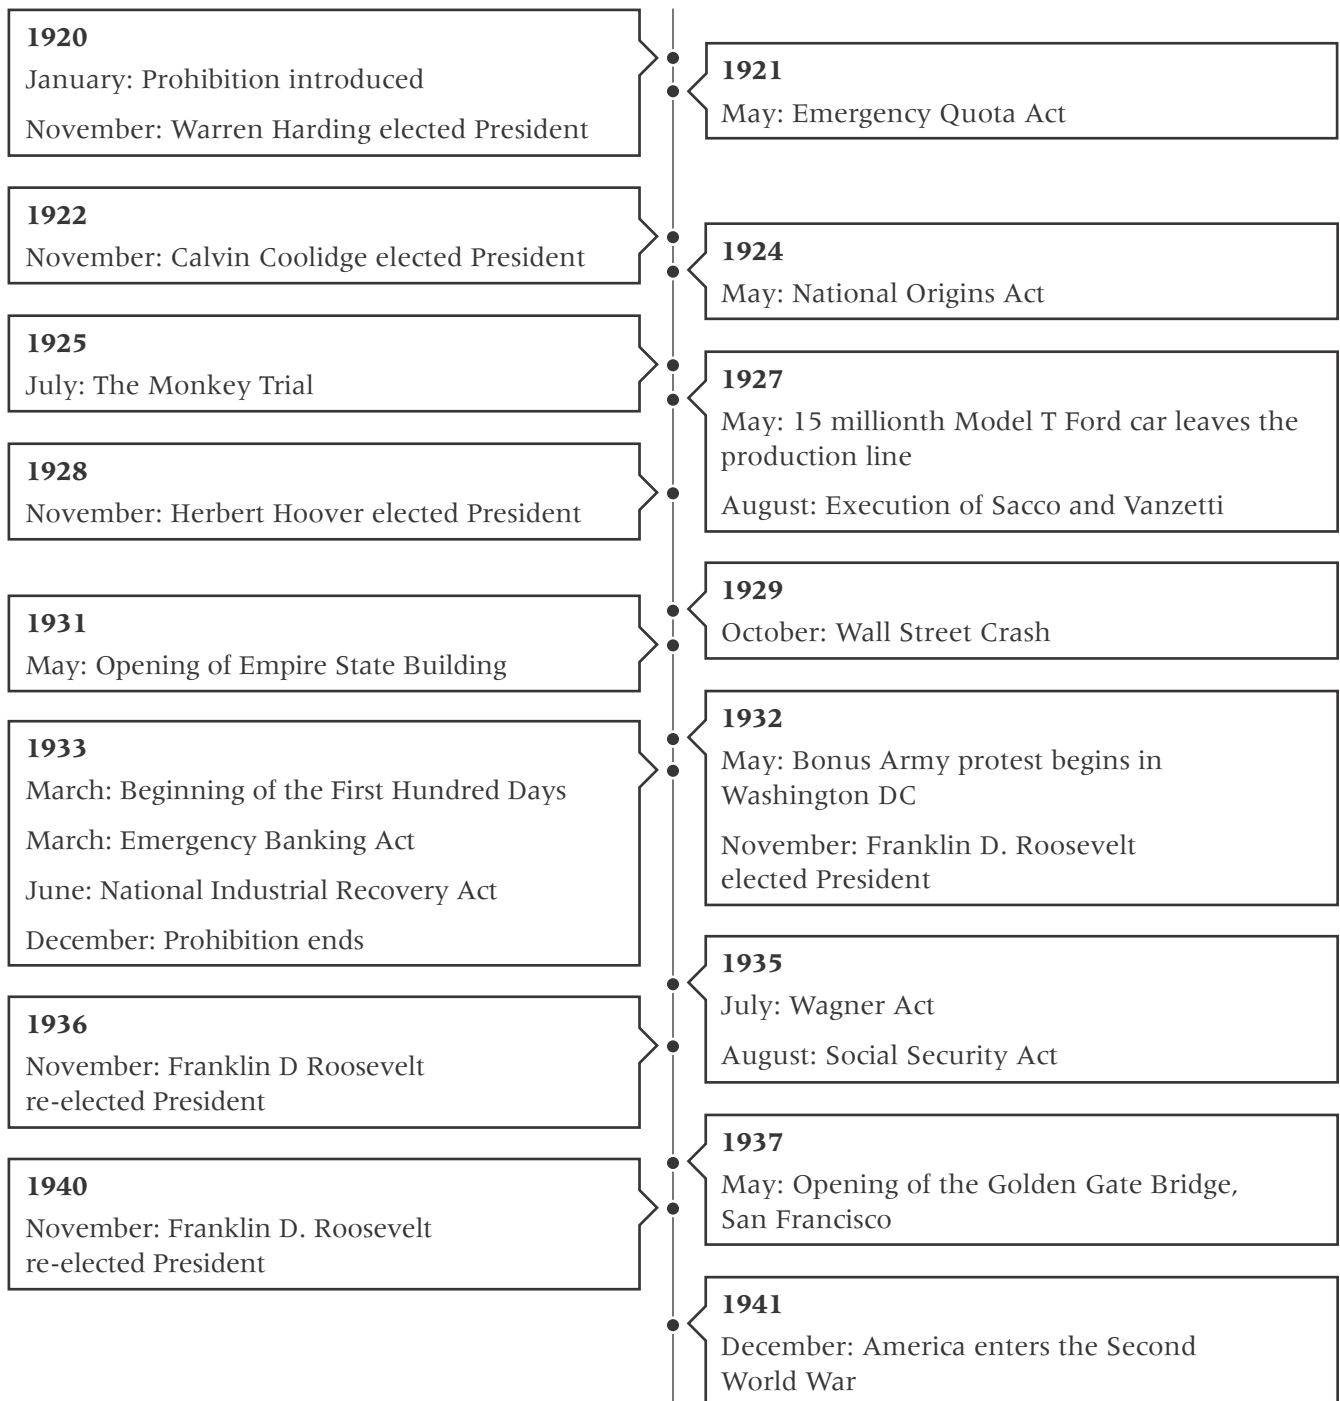 1920
January: Prohibition introduced
November: Warren Harding elected President
1921
May: Emergency Quota Act
1922
November: Calvin Coolidge elected President
1924
May: National Origins Act
1925
July: The Monkey Trial
1927
May: 15 millionth Model T Ford car leaves the
production line
August: Execution of Sacco and Vanzetti
1928
November: Herbert Hoover elected President
1929
October: Wall Street Crash
1931
May: Opening of Empire State Building
1932
May: Bonus Army protest begins in
Washington DC
November: Franklin D. Roosevelt
elected President
1933
March: Beginning of the First Hundred Days
March: Emergency Banking Act
June: National Industrial Recovery Act
December: Prohibition ends
1935
July: Wagner Act
August: Social Security Act
1936
November: Franklin D Roosevelt
re-elected President
1937
May: Opening of the Golden Gate Bridge,
San Francisco
1940
November: Franklin D. Roosevelt
re-elected President
1941
December: America enters the Second
World War